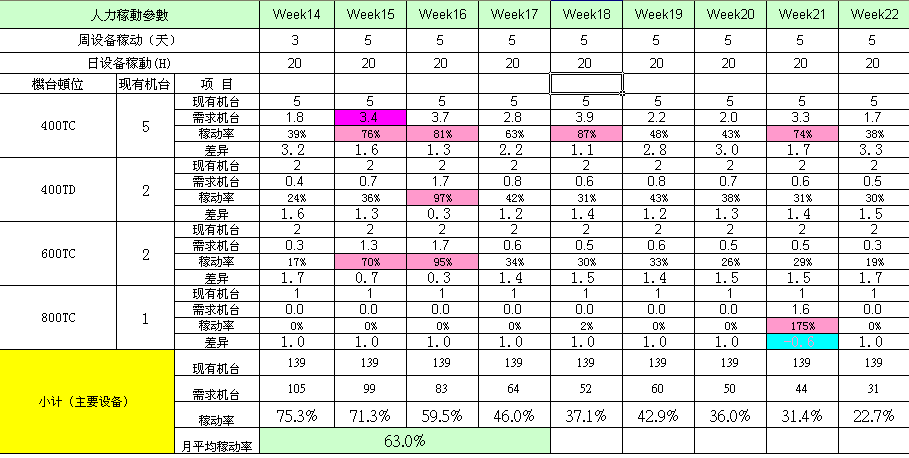 人力稼動參數 Week14 Week15 Week16 Week17 Week18 Week19 Week20 Week21 Week22
周设备稼动（天） 3 5 5 5 5 5 5 5 5
日设备稼動(H) 20 20 20 20 20 20 20 20 20
機台頓位 现有机台 项 目
400TC 5 现有机台 5 5 5 5 5 5 5 5 5
需求机台 1.8 3.4 3.7 2.8 3.9 2.2 2.0 3.3 1.7
稼动率 39% 76% 81% 63% 87% 48% 43% 74% 38%
差异 3.2 1.6 1.3 2.2 1.1 2.8 3.0 1.7 3.3
400TD 2 现有机台 2 2 2 2 2 2 2 2 2
需求机台 0.4 0.7 1.7 0.8 0.6 0.8 0.7 0.6 0.5
稼动率 24% 36% 97% 42% 31% 43% 38% 31% 30%
差异 1.6 1.3 0.3 1.2 1.4 1.2 1.3 1.4 1.5
600TC 2 现有机台 2 2 2 2 2 2 2 2 2
需求机台 0.3 1.3 1.7 0.6 0.5 0.6 0.5 0.5 0.3
稼动率 17% 70% 95% 34% 30% 33% 26% 29% 19%
差异 1.7 0.7 0.3 1.4 1.5 1.4 1.5 1.5 1.7
800TC 1 现有机台 1 1 1 1 1 1 1 1 1
需求机台 0.0 0.0 0.0 0.0 0.0 0.0 0.0 1.6 0.0
稼动率 0% 0% 0% 0% 2% 0% 0% 175% 0%
差异 1.0 1.0 1.0 1.0 1.0 1.0 1.0 1.0
小计（主要设备） 现有机台 139 139 139 139 139 139 139 139 139
需求机台 105 99 83 64 52 60 50 44 31
稼动率 75.3% 71.3% 59.5% 46.0% 37.1% 42.9% 36.0% 31.4% 22.7%
月平均稼动率 63.0%